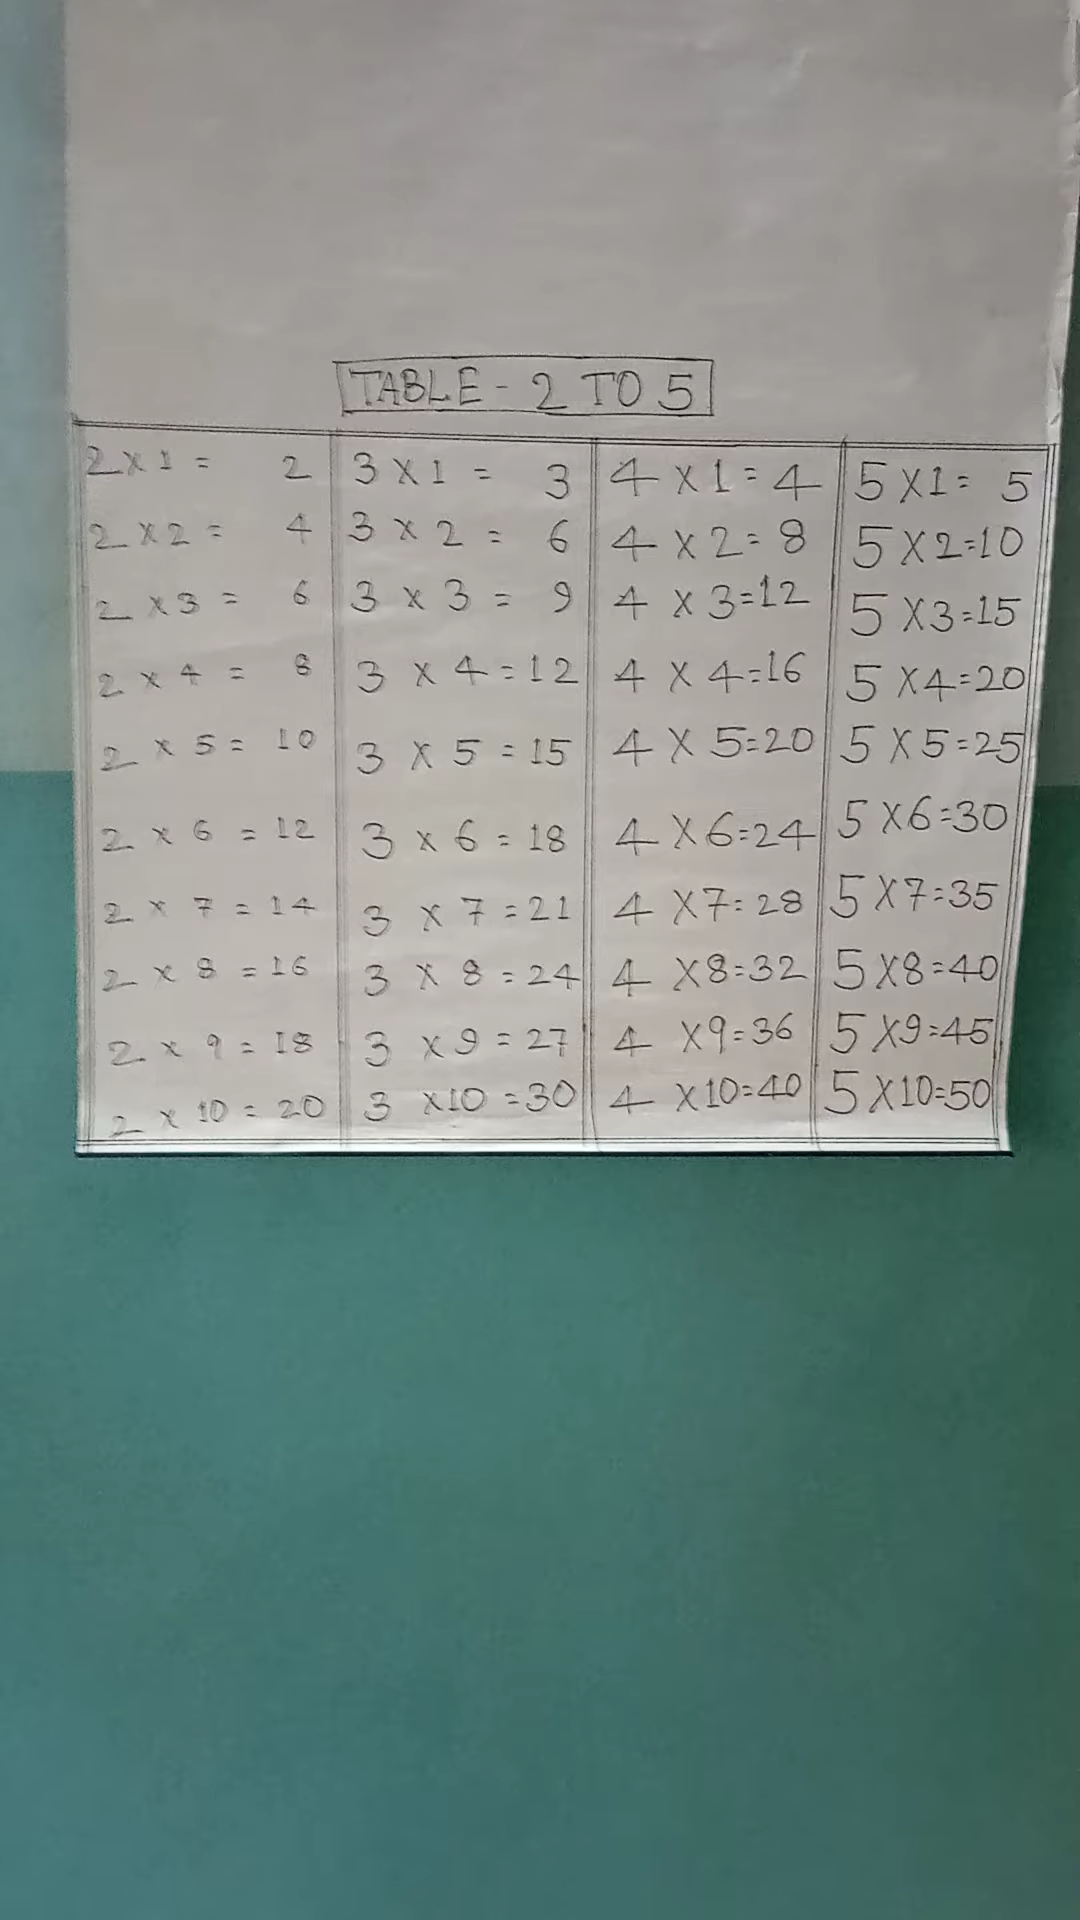 TABLE - 2 TO 5
2 x 1 = 2 3 X 1 = 3 4 X 1 = 4 5 X 1 = 5
2 x 2 = 4 3 x 2 = 6 4 X 2 = 8 5 X 2 = 10
2 x 3 = 6 3 x 3 = 9 4 x 3 = 12 5 X 3 = 15
2 x 4 = 8 3 x 4 = 12 4 X 4 = 16 5 X 4 = 20
2 x 5 = 10 3 X 5 = 15 4 X 5 = 20 5 X 5 = 25
2 x 6 = 12 3 x 6 = 18 4 X 6 = 24 5 X 6 = 30
2 x 7 = 14 3 x 7 = 21 4 X 7 = 28 5 X 7 = 35
2 x 8 = 16 3 X 8 = 24 4 X 8 = 32 5 X 8 = 40
2 x 9 = 18 3 x 9 = 27 4 X 9 = 36 5 X 9 = 45
2 x 10 = 20 3 X 10 = 30 4 X 10 = 40 5 X 10 = 50